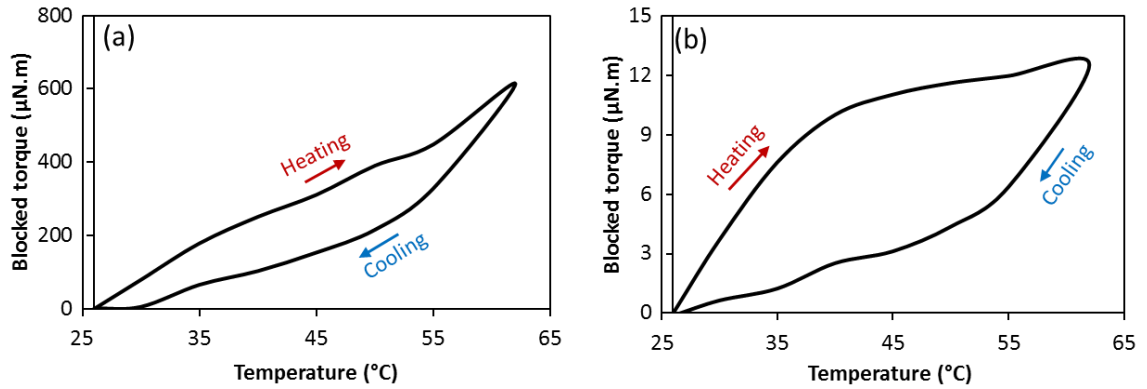 (a)
Blocked torque (µN.m)
800
600
400
200
0
Heating
Cooling
25
35
45
55
65
Temperature (°C)
(b)
Blocked torque (µN.m)
15
12
9
6
3
0
Heating
Cooling
25
35
45
55
65
Temperature (°C)